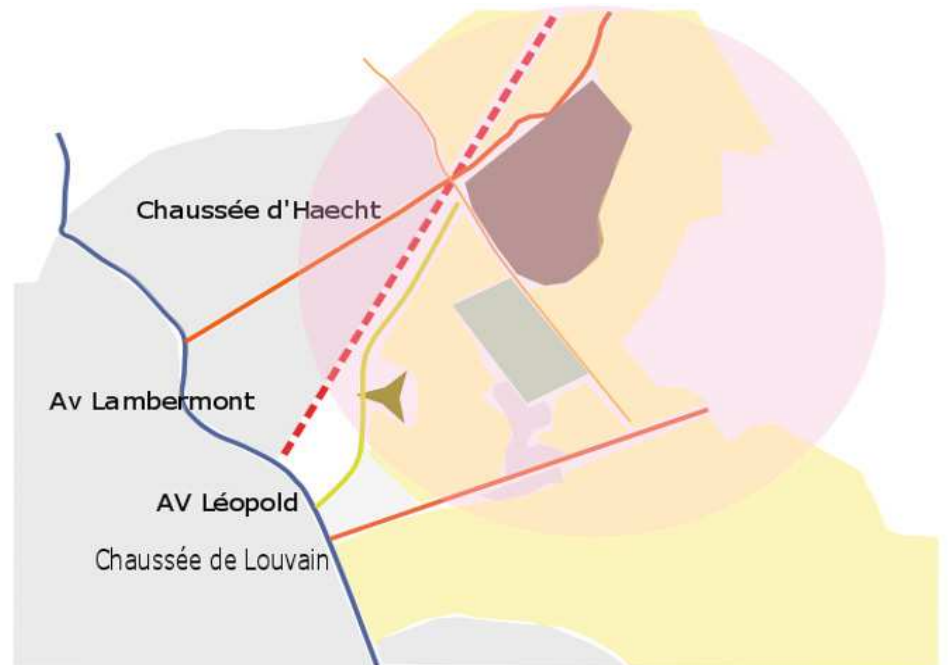 Chaussée d'Haecht
Av Lambermont
AV Léopold
Chaussée de Louvain